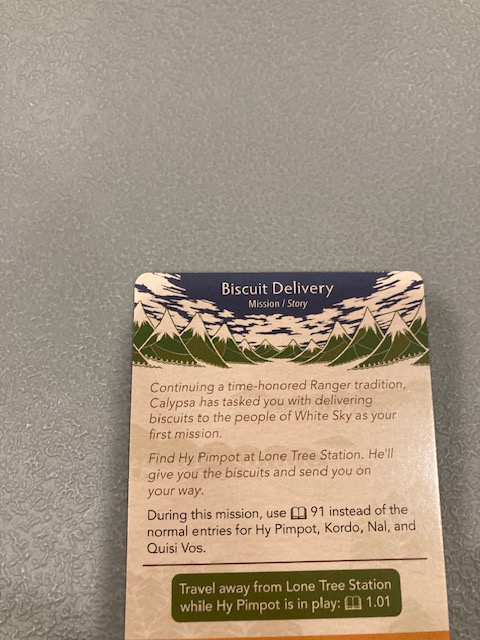 Biscuit Delivery
Mission / Story
Continuing a time-honored Ranger tradition,
Calypsa has tasked you with delivering
biscuits to the people of White Sky as your
first mission.
Find Hy Pimpot at Lone Tree Station. He'll
give you the biscuits and send you on
your way.
During this mission, use 91 instead of the
normal entries for Hy Pimpot, Kordo, Nal, and
Quisi Vos.
Travel away from Lone Tree Station
while Hy Pimpot is in play: 1.01